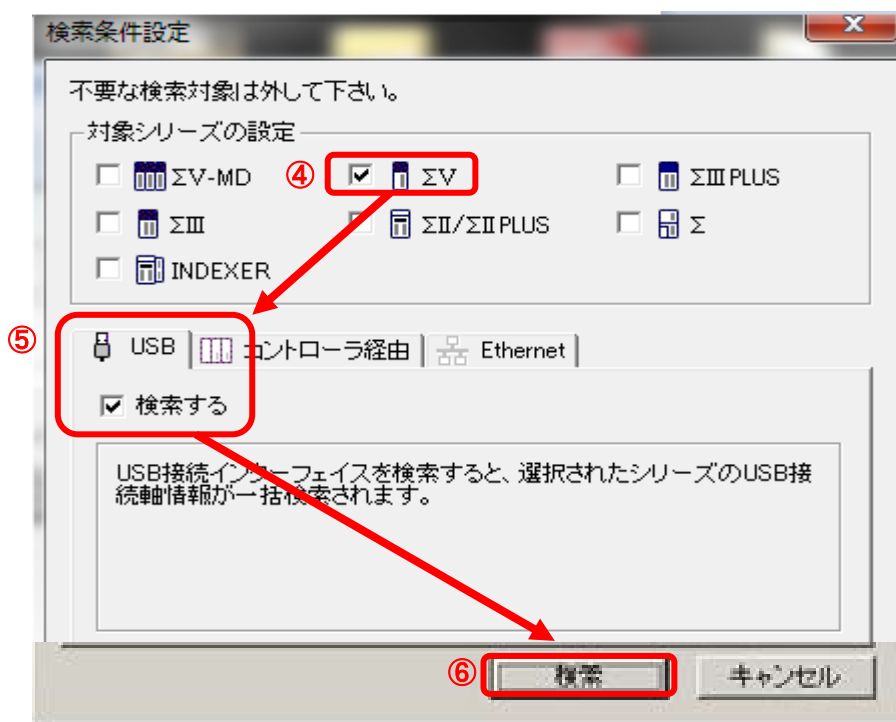 検索条件設定
不要な検索対象は外して下さい。
対象シリーズの設定
ΣV-MD ④ ΣV ΣⅢPLUS
ΣⅢ ΣⅡ/ΣⅡPLUS Σ
INDEXER
⑤ USB コントローラ経由 Ethernet
検索する
USB接続インターフェイスを検索すると、選択されたシリーズのUSB接
続軸情報が一括検索されます。
⑥ 検索 キャンセル